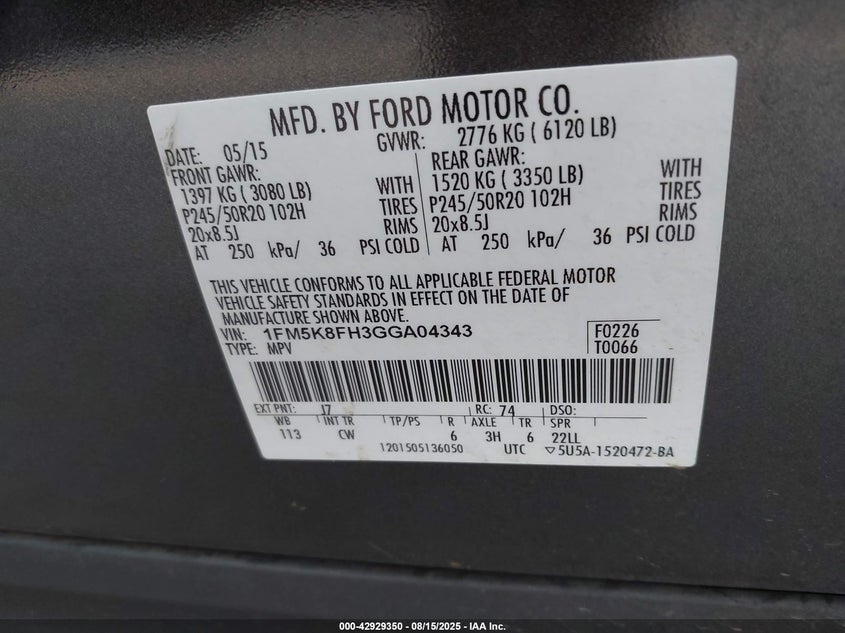 MFD. BY FORD MOTOR CO.
DATE: 05/15 GVWR: 2776 KG ( 6120 LB)
FRONT GAWR: REAR GAWR:
1397 KG ( 3080 LB) WITH 1520 KG ( 3350 LB) WITH
P245/50R20 102H TIRES P245/50R20 102H TIRES
20x8.5J RIMS 20x8.5J RIMS
AT 250 kPa/ 36 PSI COLD AT 250 kPa/ 36 PSI COLD
THIS VEHICLE CONFORMS TO ALL APPLICABLE FEDERAL MOTOR
VEHICLE SAFETY STANDARDS IN EFFECT ON THE DATE OF
MANUFACTURE SHOWN ABOVE.
VIN: 1FM5K8FH3GGA04343 F0226
TYPE: MPV T0066
EXT PNT: J7 RC: 74 DSO:
WB INT TR TP/PS R AXLE TR SPR
113 CW 6 3H 6 22LL
1201505136050 UTC ▽5U5A-1520472-BA
000-42929350 - 08/15/2025 - IAA Inc.